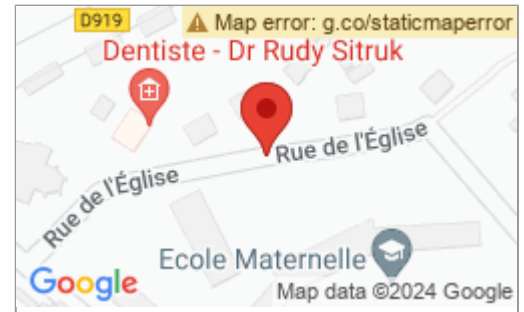 D919
Map error: g.co/staticmaperror
Dentiste - Dr Rudy Sitruk
Rue de l'Église
Rue de l'Église
Ecole Maternelle
Google
Map data ©2024 Google